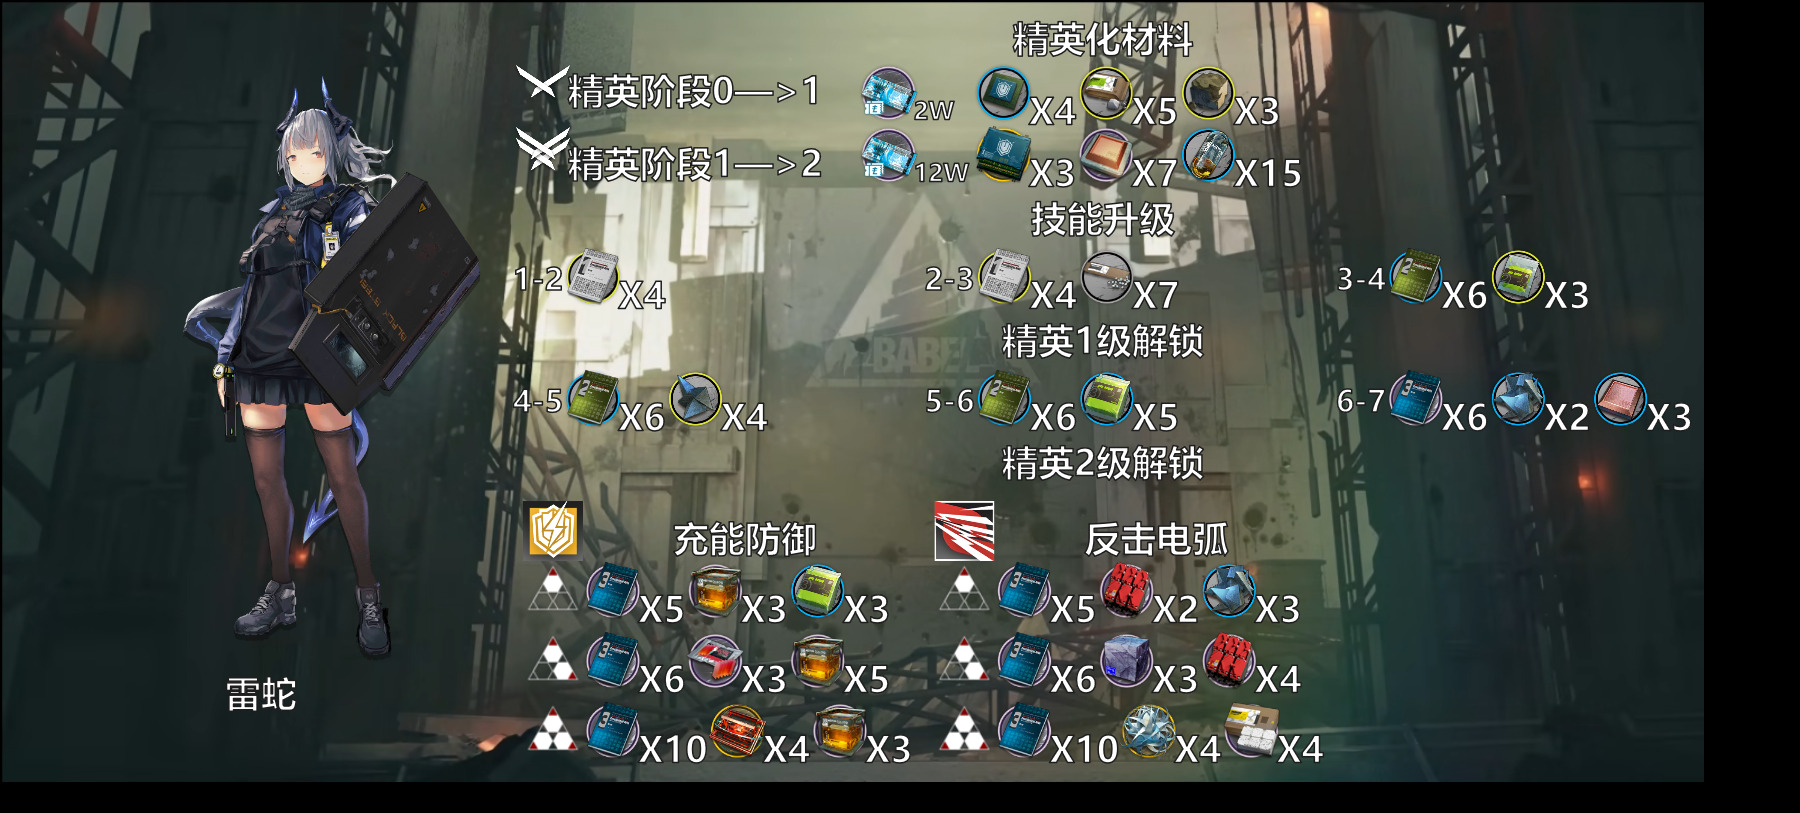 精英化材料
精英阶段0—>1 2W X4 X5 X3
精英阶段1—>2 12W X3 X7 X15
技能升级
1-2 X4 2-3 X4 X7 3-4 X6 X3
精英1级解锁
4-5 X6 X4 5-6 X6 X5 6-7 X6 X2 X3
精英2级解锁
充能防御 反击电弧
X5 X3 X3 X5 X2 X3
X6 X3 X5 X6 X3 X4
X10 X4 X3 X10 X4 X4
雷蛇
BABEL